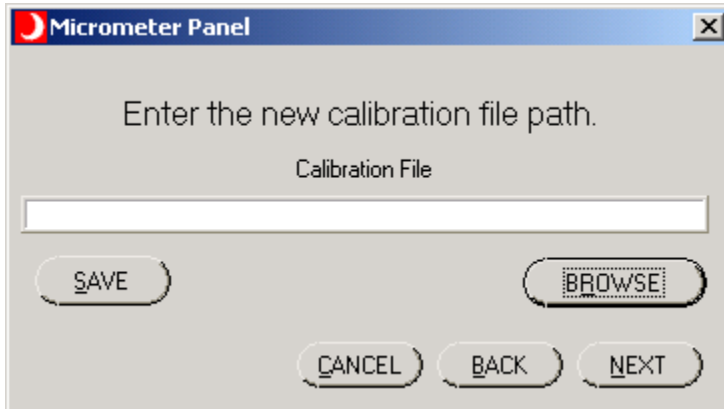 Micrometer Panel
Enter the new calibration file path.
Calibration File
SAVE
BROWSE
CANCEL
BACK
NEXT